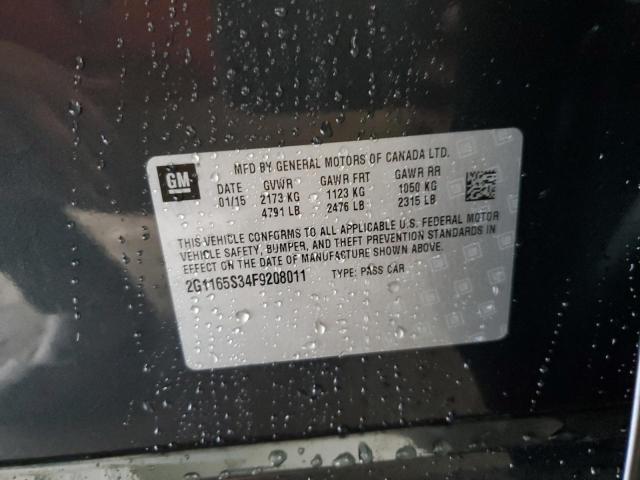 GM
MFD BY GENERAL MOTORS OF CANADA LTD.
DATE GVWR GAWR FRT GAWR RR
01/15 2173 KG 1123 KG 1050 KG
4791 LB 2476 LB 2315 LB
THIS VEHICLE CONFORMS TO ALL APPLICABLE U.S. FEDERAL MOTOR
VEHICLE SAFETY, BUMPER, AND THEFT PREVENTION STANDARDS IN
EFFECT ON THE DATE OF MANUFACTURE SHOWN ABOVE.
2G1165S34F9208011 TYPE: PASS CAR